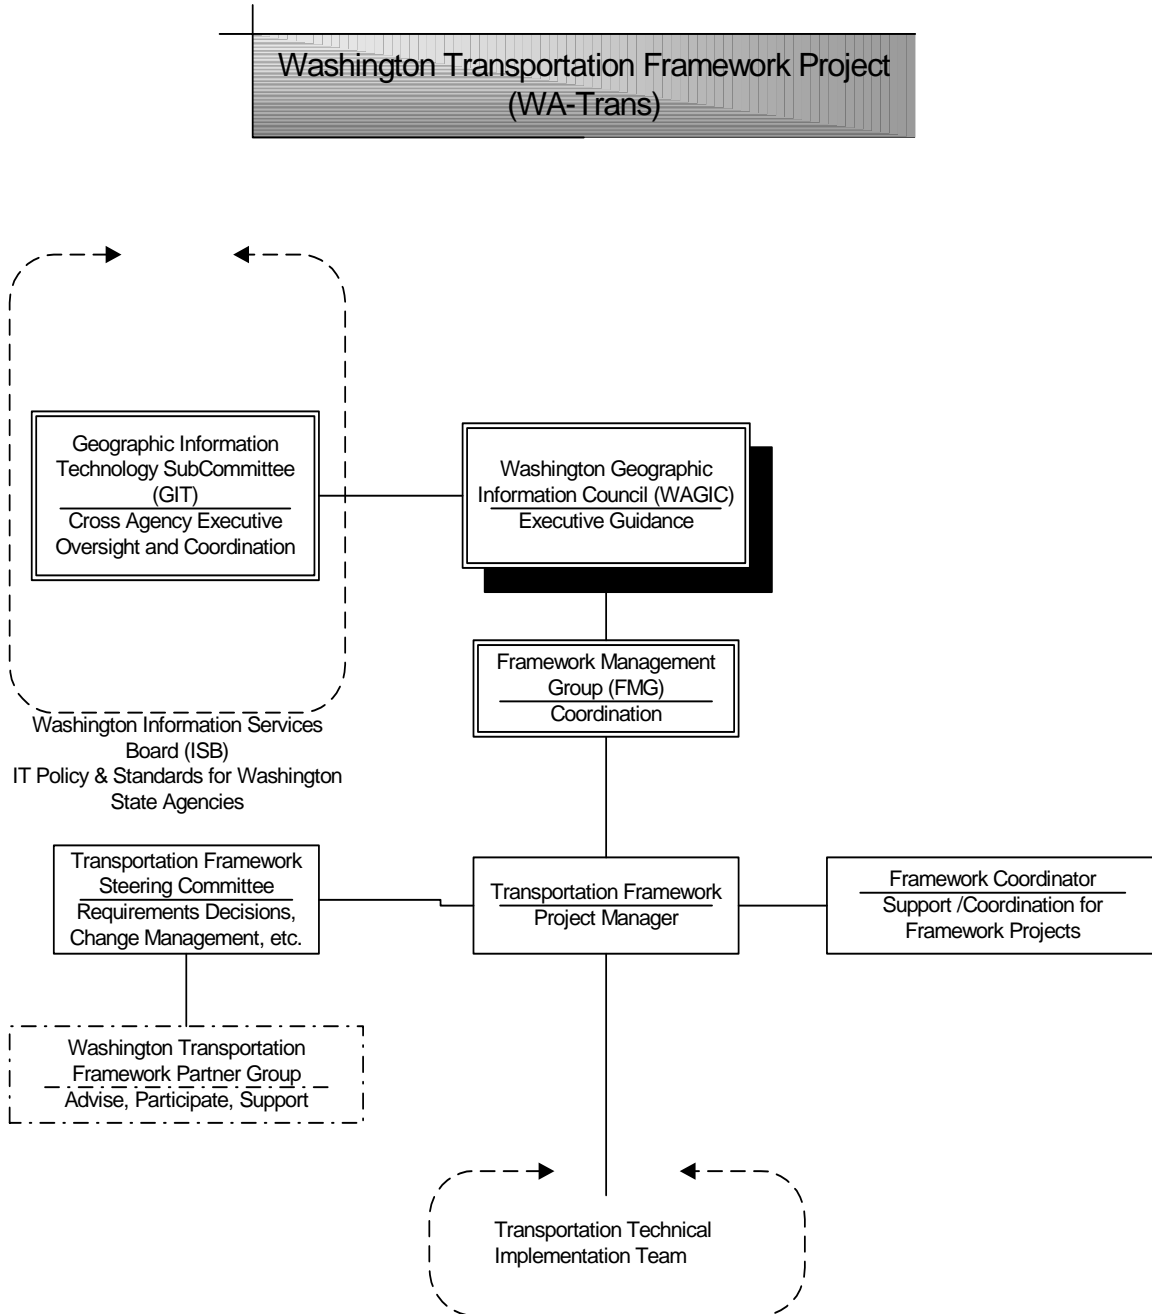 Washington Transportation Framework Project
(WA-Trans)
Geographic Information
Technology SubCommittee
(GIT)
Cross Agency Executive
Oversight and Coordination
Washington Geographic
Information Council (WAGIC)
Executive Guidance
Framework Management
Group (FMG)
Coordination
Washington Information Services
Board (ISB)
IT Policy & Standards for Washington
State Agencies
Transportation Framework
Steering Committee
Requirements Decisions,
Change Management, etc.
Transportation Framework
Project Manager
Framework Coordinator
Support /Coordination for
Framework Projects
Washington Transportation
Framework Partner Group
Advise, Participate, Support
Transportation Technical
Implementation Team